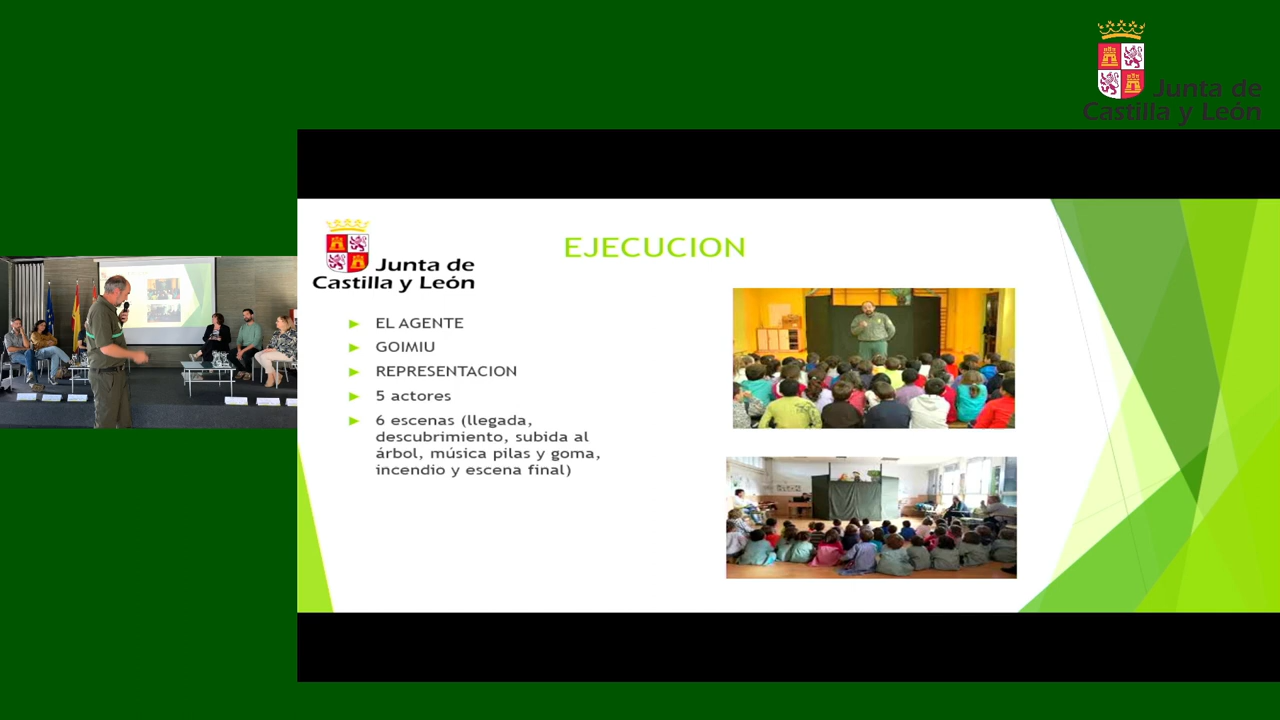 Junta de
Castilla y León
Junta de
Castilla y León
EJECUCION
EL AGENTE
GOIMIU
REPRESENTACION
5 actores
6 escenas (llegada,
descubrimiento, subida al
árbol, música pilas y goma,
incendio y escena final)